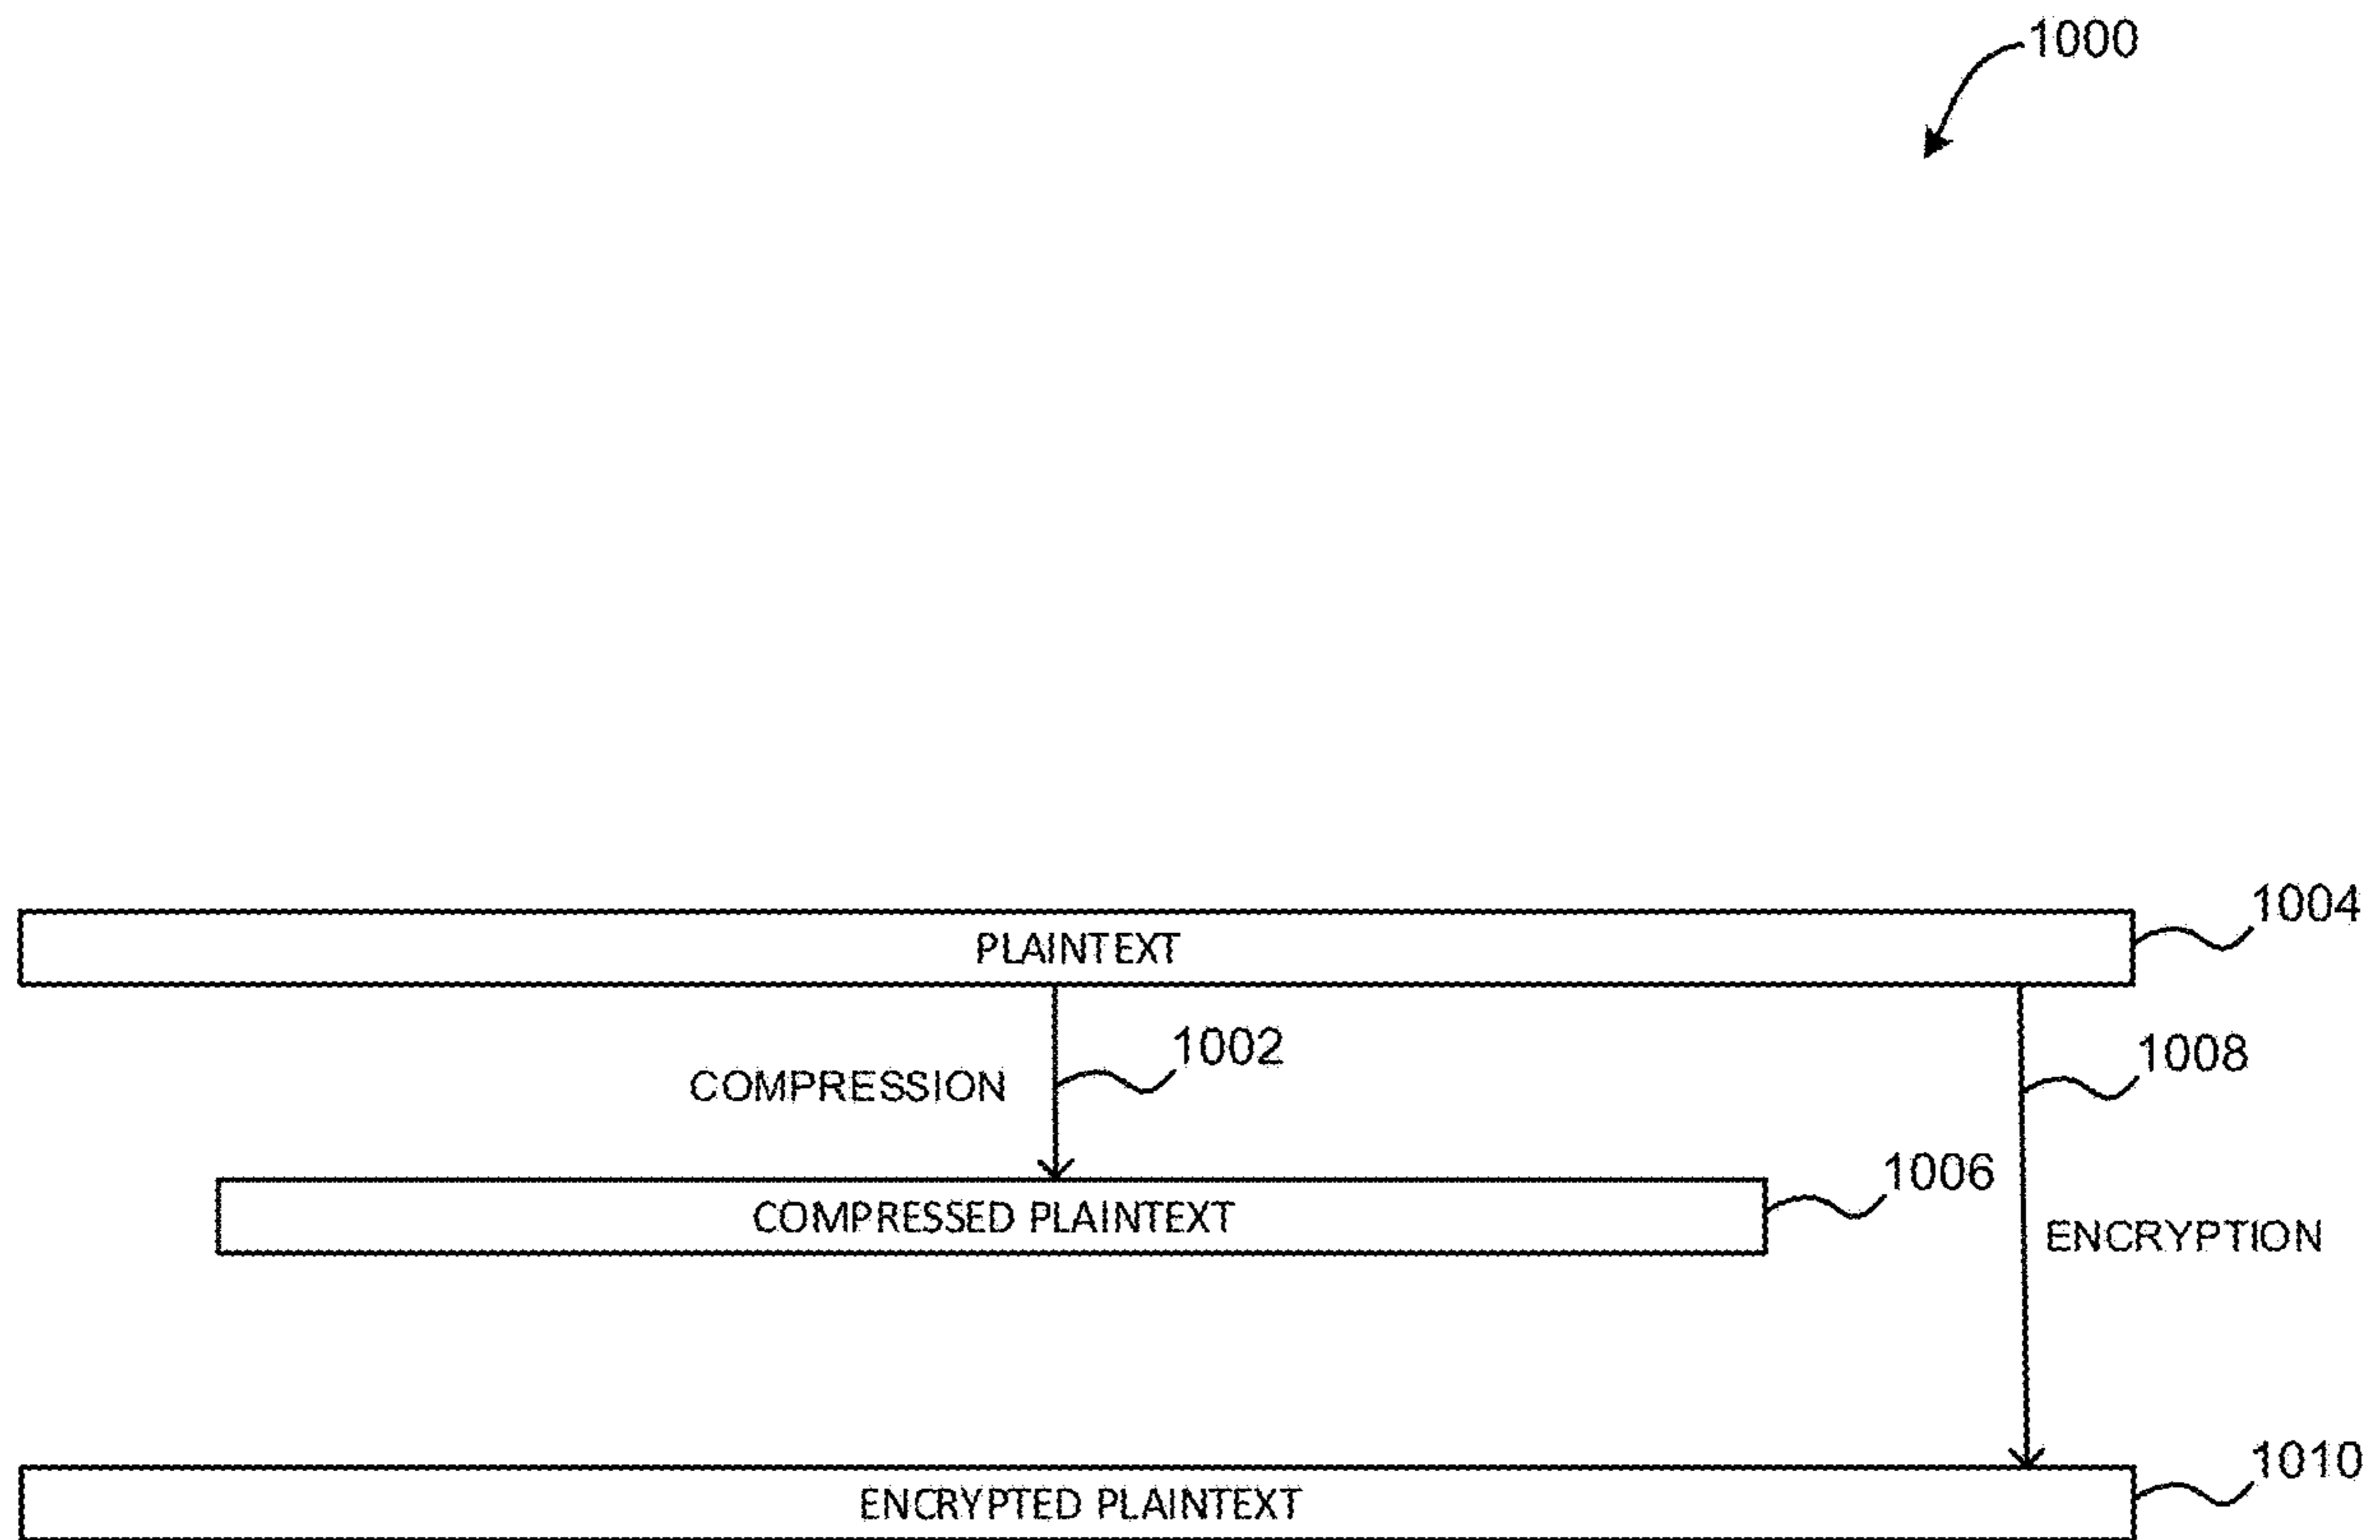 1000
1004
PLAINTEXT
1002
1008
COMPRESSION
1006
COMPRESSED PLAINTEXT
ENCRYPTION
1010
ENCRYPTED PLAINTEXT